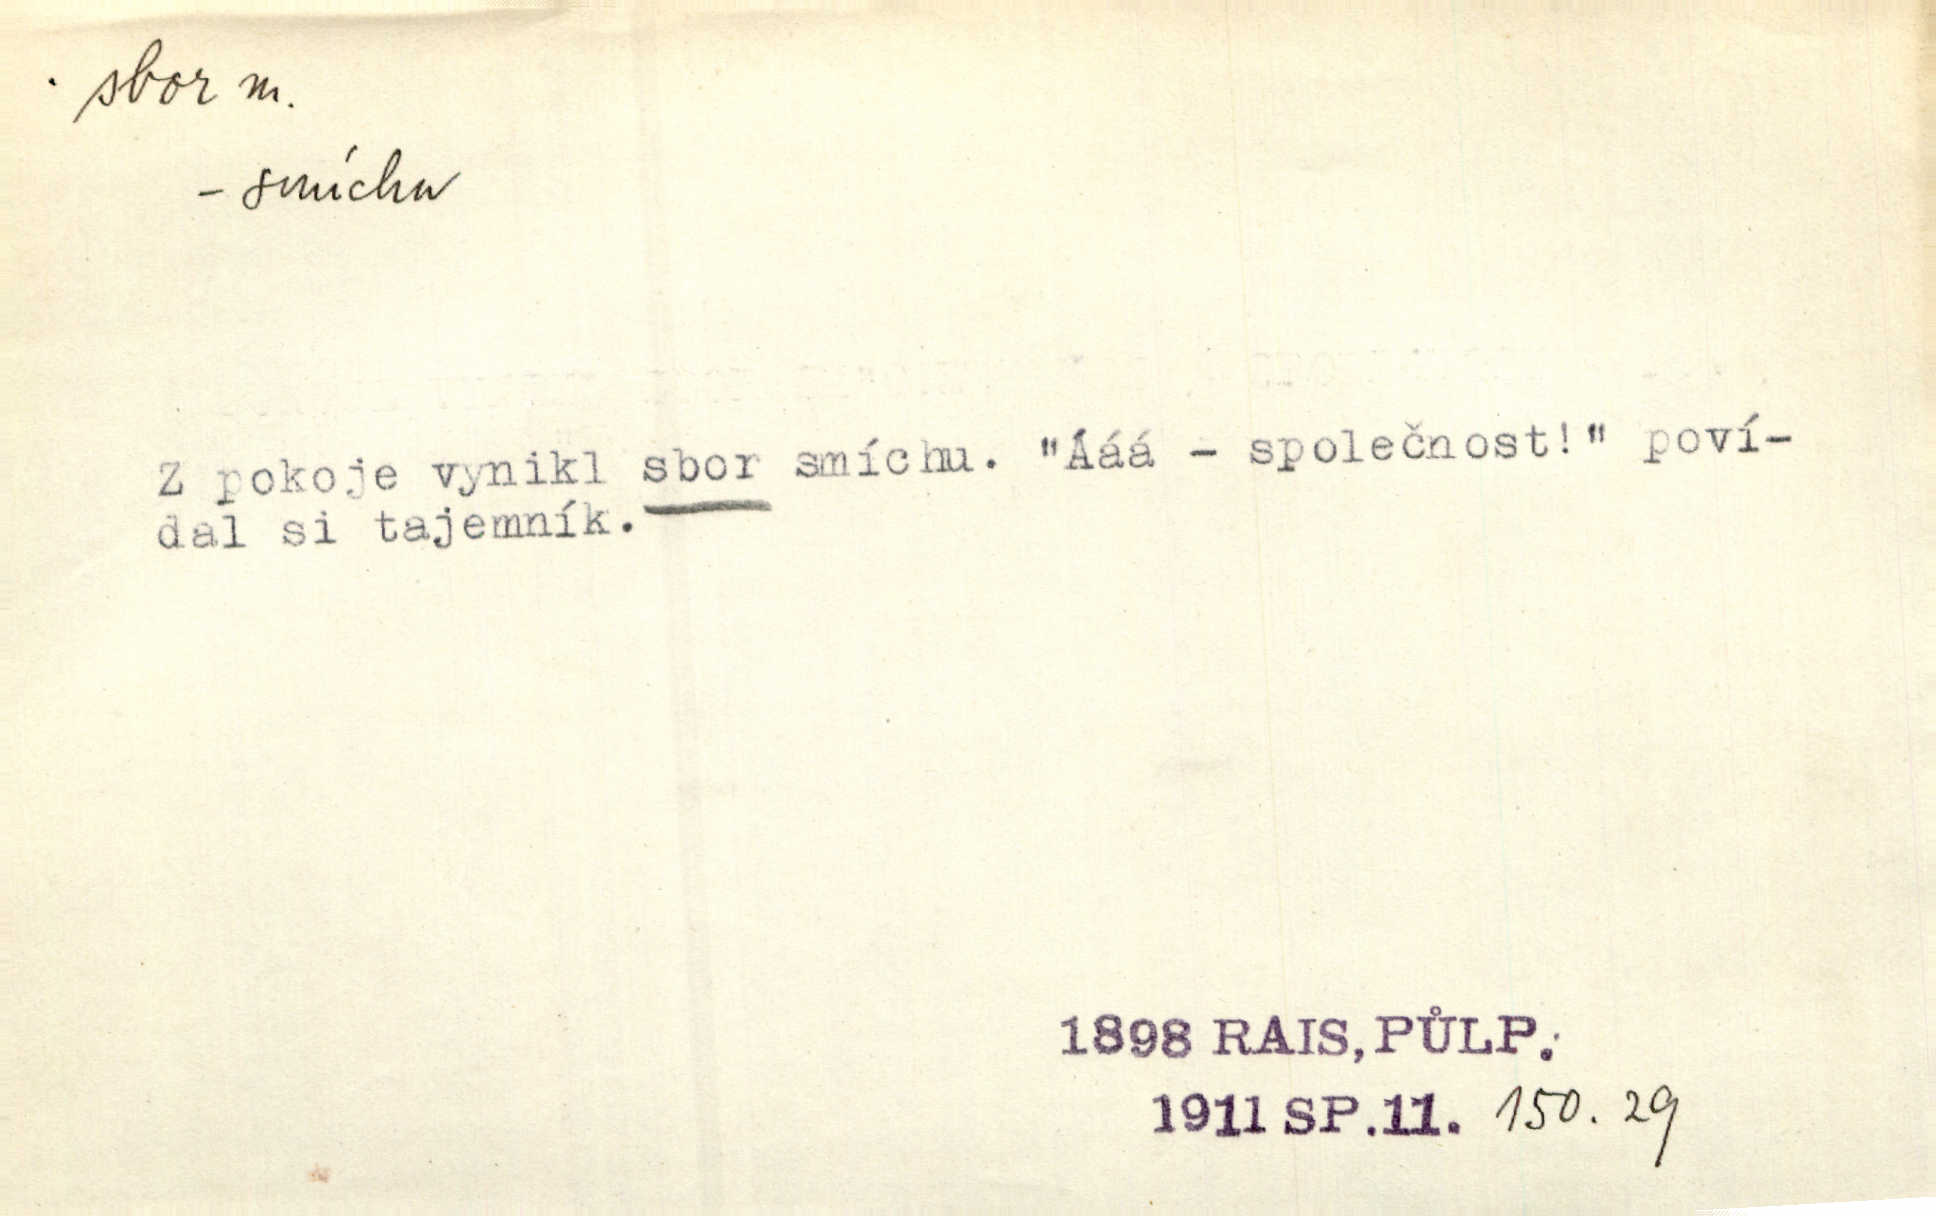 sbor m.
- smíchu
Z pokoje vynikl sbor smíchu. "Ááá - společnost!" poví-
dal si tajemník.
1898 RAIS, PŮLP.
1911 SP.11. 150. 29